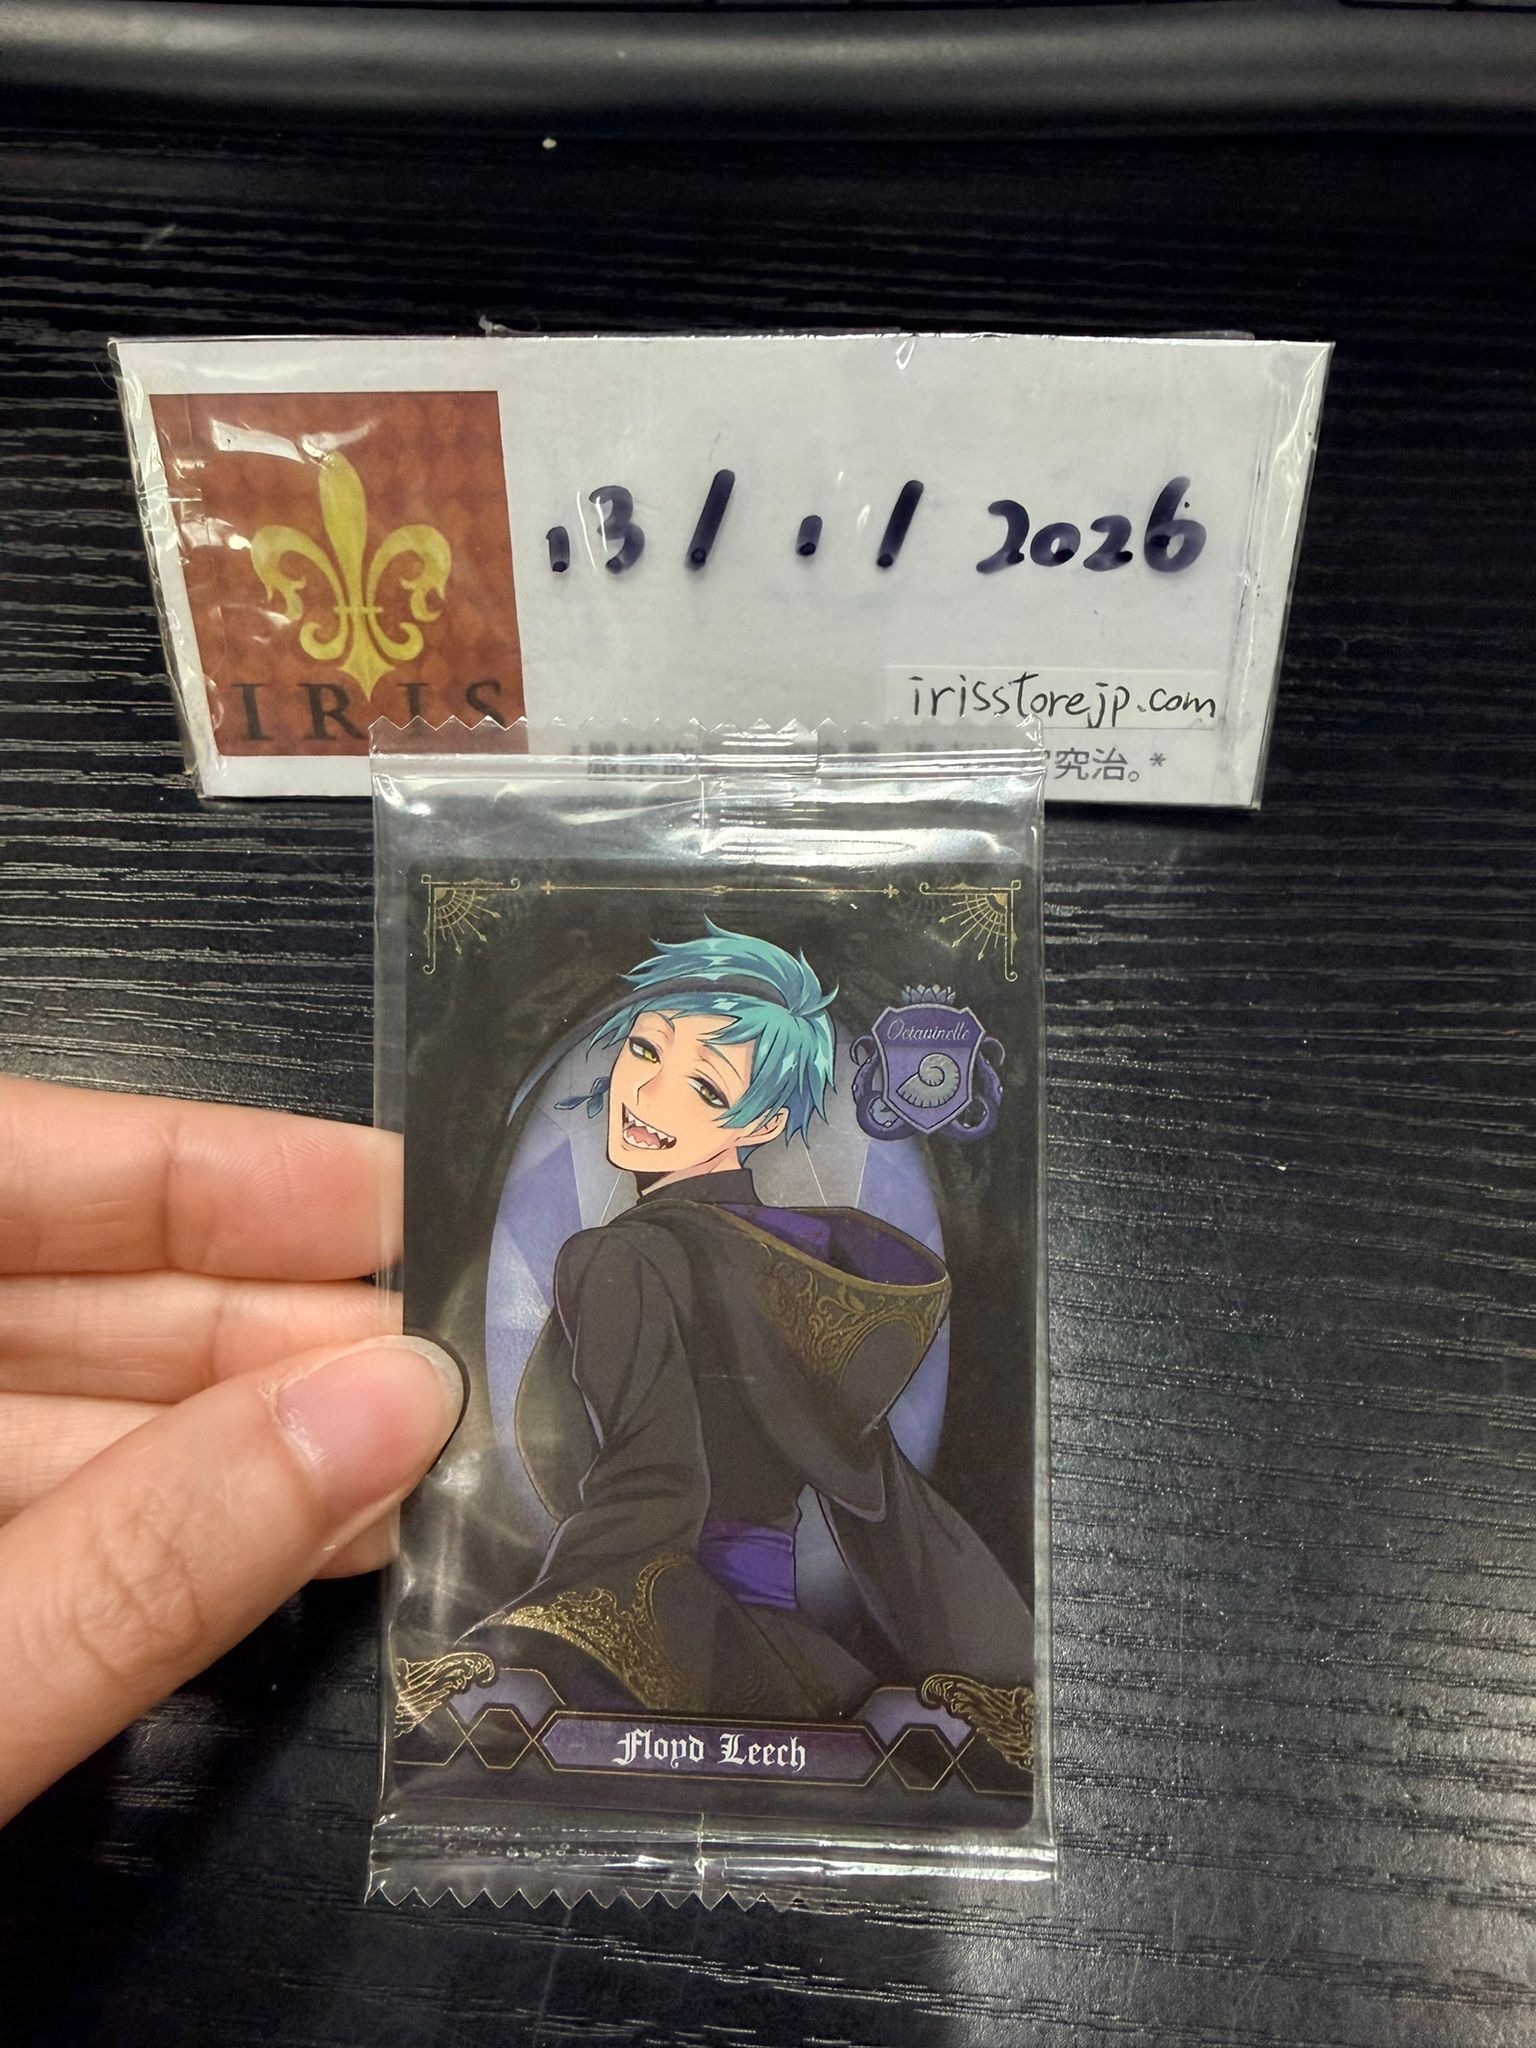 13 / 1 / 2026
IRIS
irisstorejp.com
究治。*
Octavinelle
Floyd Leech